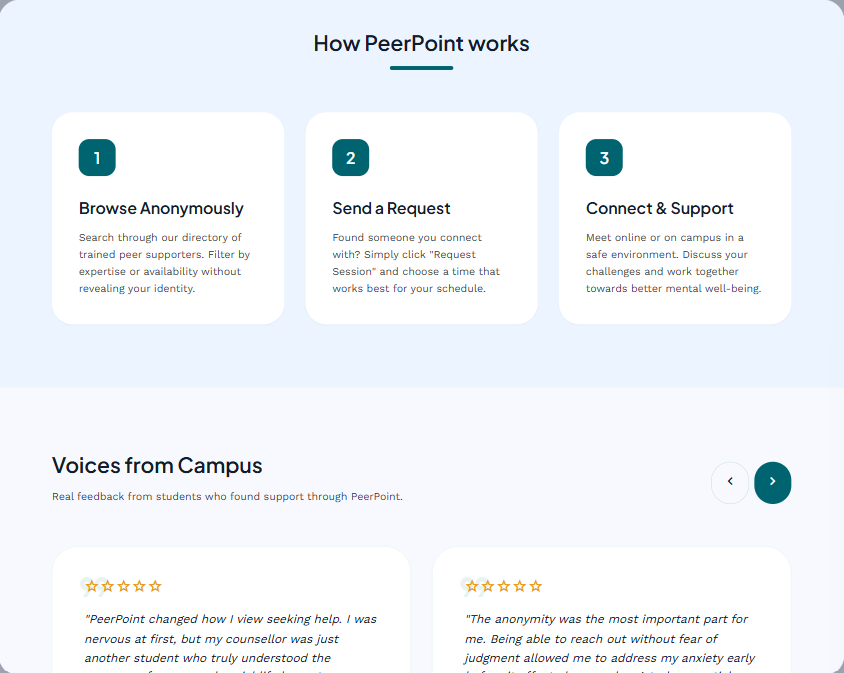 How PeerPoint works
1
Browse Anonymously
Search through our directory of
trained peer supporters. Filter by
expertise or availability without
revealing your identity.
2
Send a Request
Found someone you connect
with? Simply click "Request
Session" and choose a time that
works best for your schedule.
3
Connect & Support
Meet online or on campus in a
safe environment. Discuss your
challenges and work together
towards better mental well-being.
Voices from Campus
Real feedback from students who found support through PeerPoint.
"PeerPoint changed how I view seeking help. I was
nervous at first, but my counsellor was just
another student who truly understood the
"The anonymity was the most important part for
me. Being able to reach out without fear of
judgment allowed me to address my anxiety early